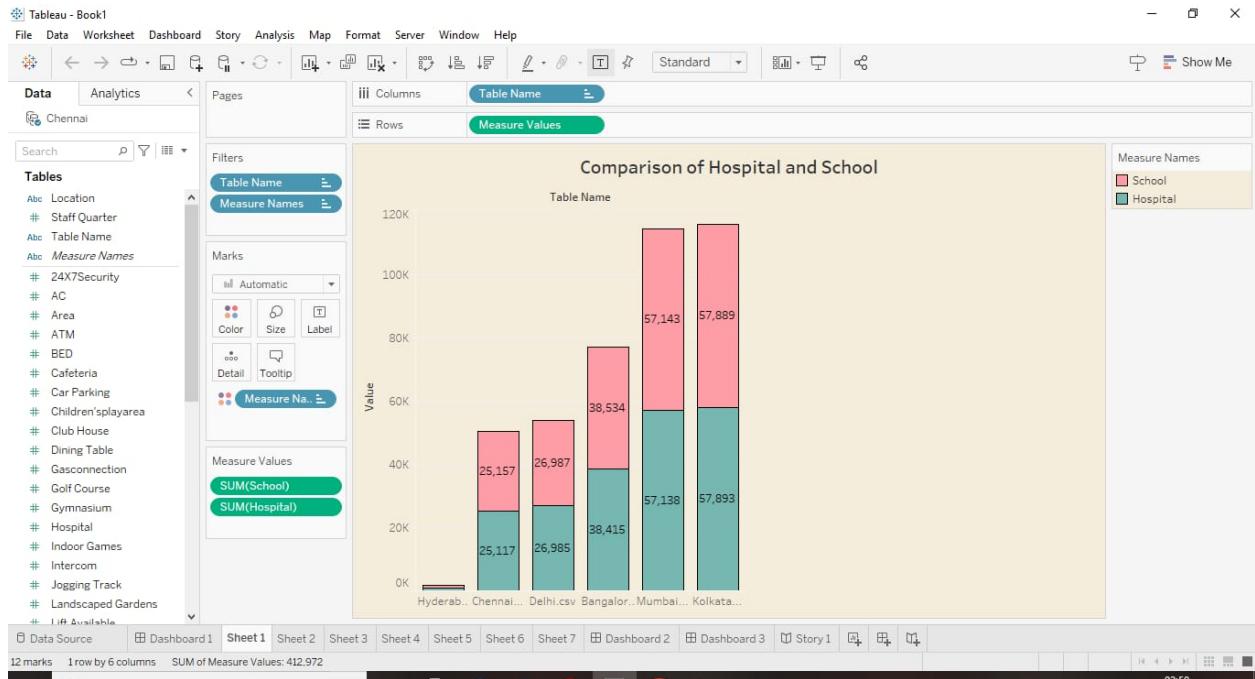 Tableau - Book1
File Data Worksheet Dashboard Story Analysis Map Format Server Window Help
Standard
Show Me
Data Analytics
Chennai
Search
Tables
Abc Location
# Staff Quarter
Abc Table Name
Abc Measure Names
# 24X7Security
# AC
# Area
# ATM
# BED
# Cafeteria
# Car Parking
# Children'splayarea
# Club House
# Dining Table
# Gasconnection
# Golf Course
# Gymnasium
# Hospital
# Indoor Games
# Intercom
# Jogging Track
# Landscaped Gardens
# Lift Available
Pages
Filters
Table Name
Measure Names
Marks
Automatic
Color Size Label
Detail Tooltip
Measure Na..
Measure Values
SUM(School)
SUM(Hospital)
Columns Table Name
Rows Measure Values
Comparison of Hospital and School
Table Name
Value
120K
100K
80K
60K
40K
20K
0K
57,143 57,889
38,534
25,157 26,987
57,138 57,893
38,415
25,117 26,985
Hyderab.. Chennai... Delhi.csv Bangalor.. Mumbai... Kolkata...
Measure Names
School
Hospital
Data Source Dashboard 1 Sheet 1 Sheet 2 Sheet 3 Sheet 4 Sheet 5 Sheet 6 Sheet 7 Dashboard 2 Dashboard 3 Story 1
12 marks 1 row by 6 columns SUM of Measure Values: 412,972